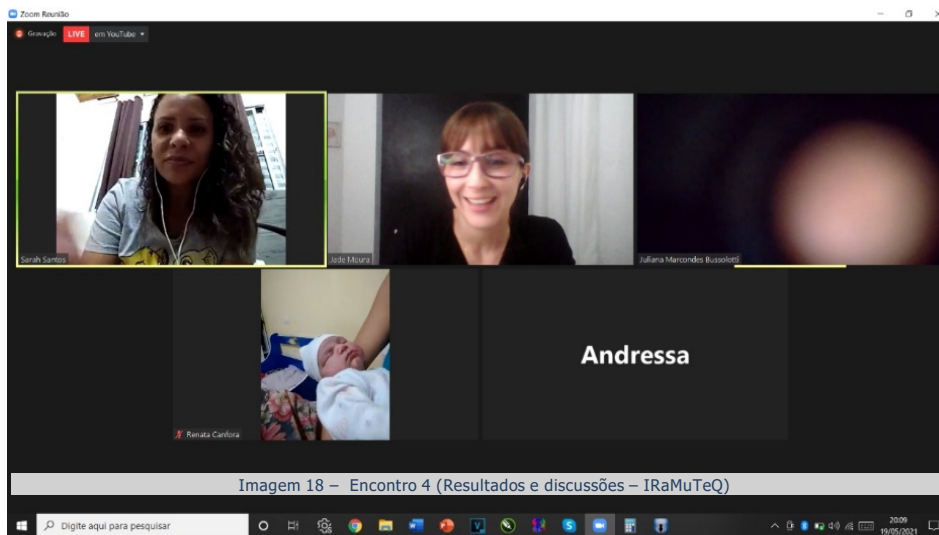 Zoom Reunião
Gravação LIVE em YouTube
Sarah Santos
Jade Moura
Juliana Marcondes Bussolotti
Renata Canfora
Andressa
Imagem 18 – Encontro 4 (Resultados e discussões – IRaMuTeQ)
Digite aqui para pesquisar
20:09
19/05/2021